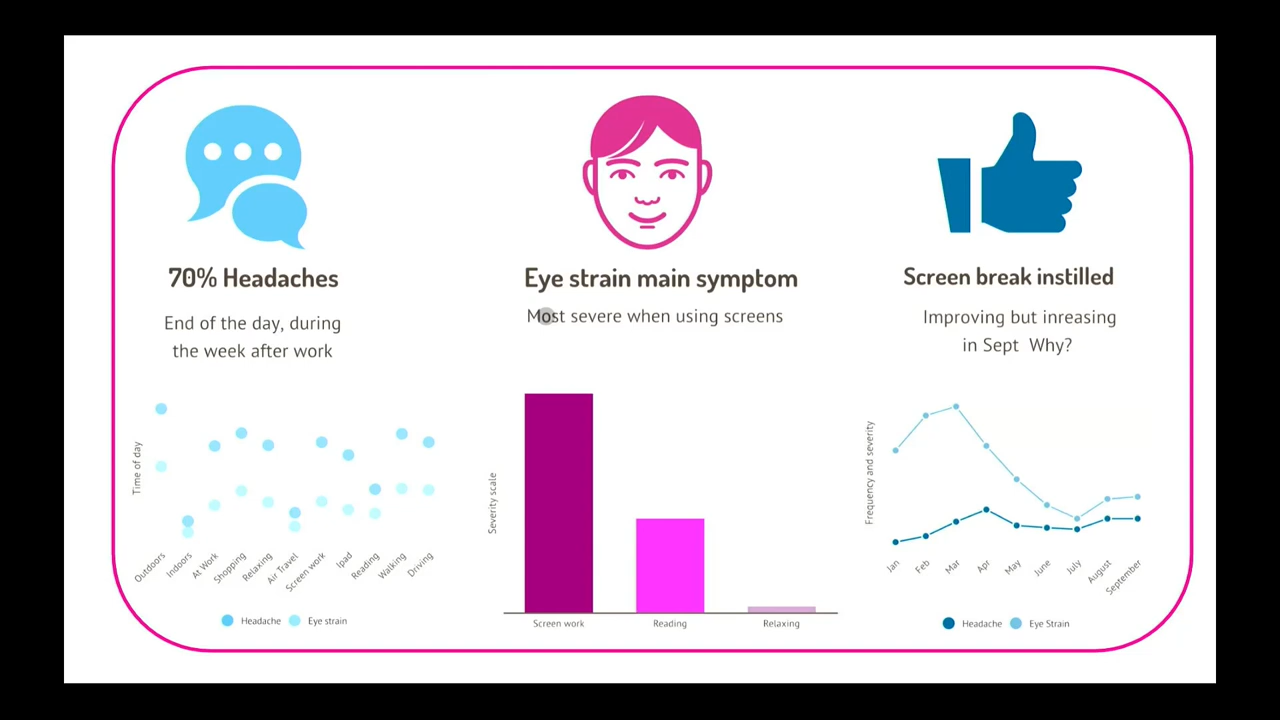 70% Headaches
End of the day, during
the week after work
Time of day
Outdoors
Indoors
At Work
Shopping
Relaxing
Air Travel
Screen work
Ipad
Reading
Walking
Driving
Headache
Eye strain
Eye strain main symptom
Most severe when using screens
Severity scale
Screen work
Reading
Relaxing
Screen break instilled
Improving but inreasing
in Sept Why?
Frequency and severity
Jan
Feb
Mar
Apr
May
June
July
August
September
Headache
Eye Strain